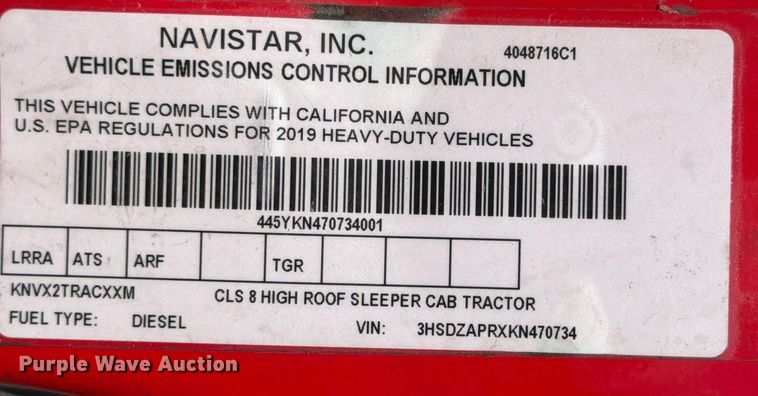 NAVISTAR, INC.
4048716C1
VEHICLE EMISSIONS CONTROL INFORMATION
THIS VEHICLE COMPLIES WITH CALIFORNIA AND
U.S. EPA REGULATIONS FOR 2019 HEAVY-DUTY VEHICLES
445YKN470734001
LRRA ATS ARF TGR
KNVX2TRACXXM CLS 8 HIGH ROOF SLEEPER CAB TRACTOR
FUEL TYPE: DIESEL VIN: 3HSDZAPRXKN470734
Purple Wave Auction